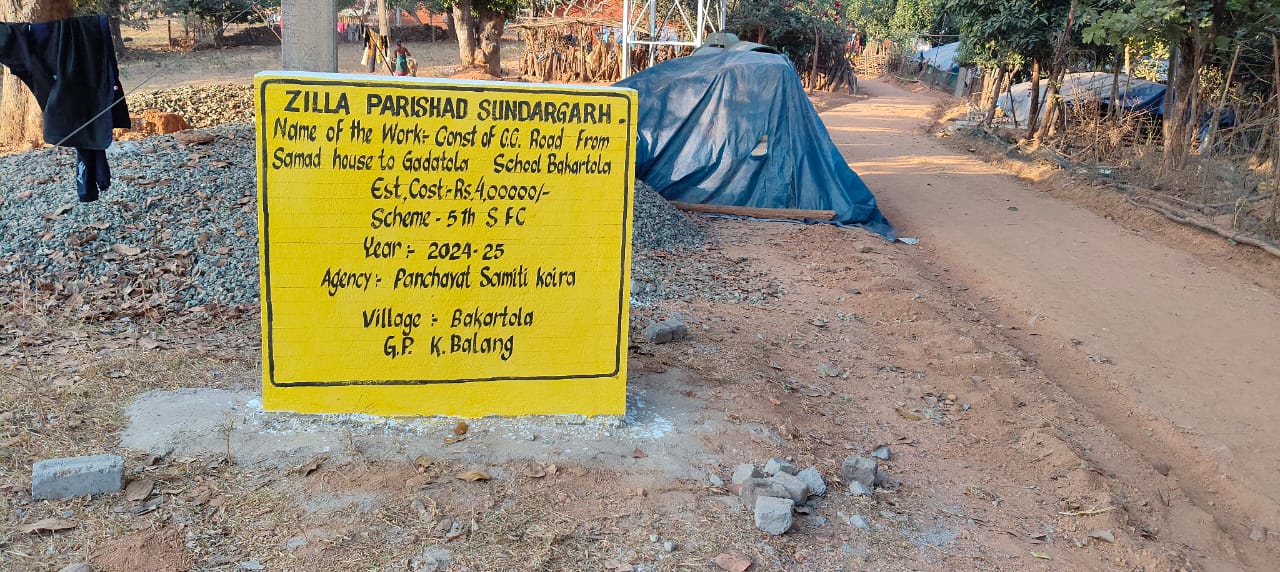 ZILLA PARISHAD SUNDARGARH.
Name of the Work:- Const of C.C. Road From
Samad house to Gadatola School Bakartola
Est, Cost:- Rs, 4,00000/-
Scheme - 5th SFC
Year:- 2024-25
Agency:- Panchayat Samiti Koira
Village :- Bakartola
G.P. K. Balang